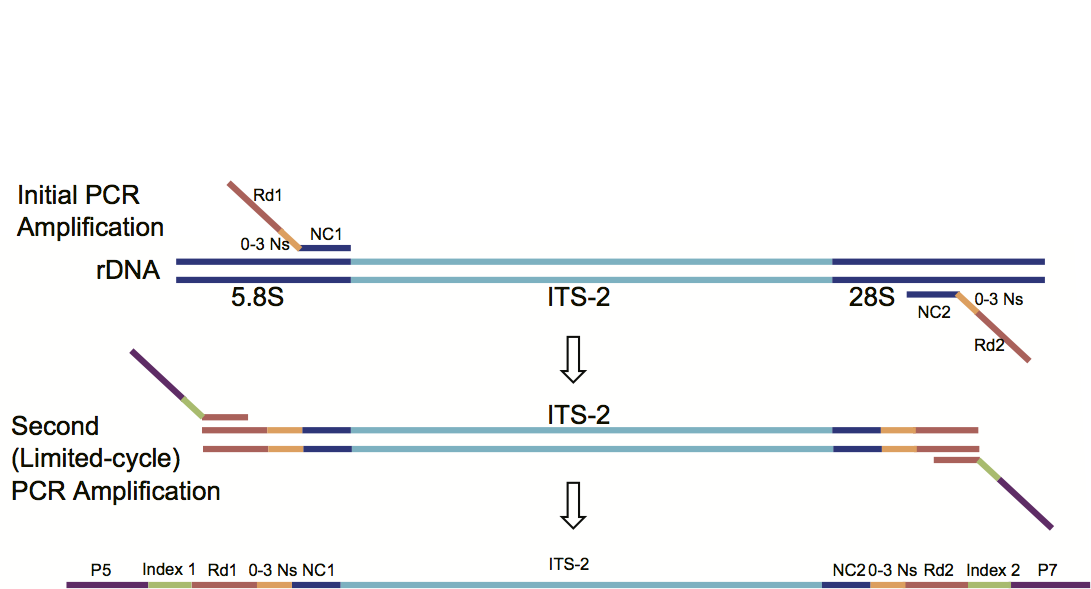 Initial PCR
Amplification
Rd1
0-3 Ns
NC1
rDNA
5.8S
ITS-2
28S
NC2
0-3 Ns
Rd2
ITS-2
Second
(Limited-cycle)
PCR Amplification
P5 Index 1 Rd1 0-3 Ns NC1 ITS-2 NC2 0-3 Ns Rd2 Index 2 P7